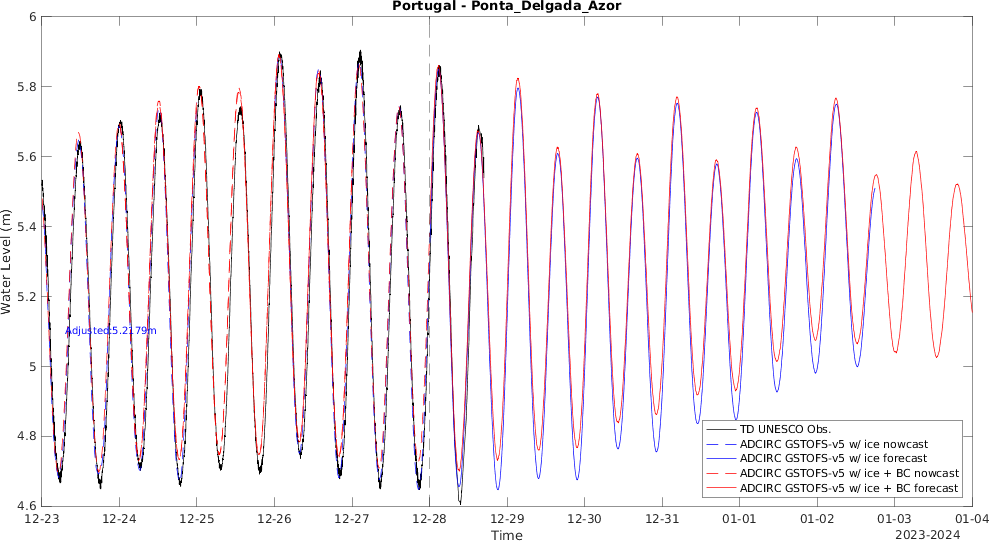 Portugal - Ponta_Delgada_Azor
6
5.8
5.6
5.4
5.2
5
4.8
4.6
Water Level (m)
Adjusted:5.2179m
TD UNESCO Obs.
ADCIRC GSTOFS-v5 w/ ice nowcast
ADCIRC GSTOFS-v5 w/ ice forecast
ADCIRC GSTOFS-v5 w/ ice + BC nowcast
ADCIRC GSTOFS-v5 w/ ice + BC forecast
12-23 12-24 12-25 12-26 12-27 12-28 12-29 12-30 12-31 01-01 01-02 01-03 01-04
Time
2023-2024